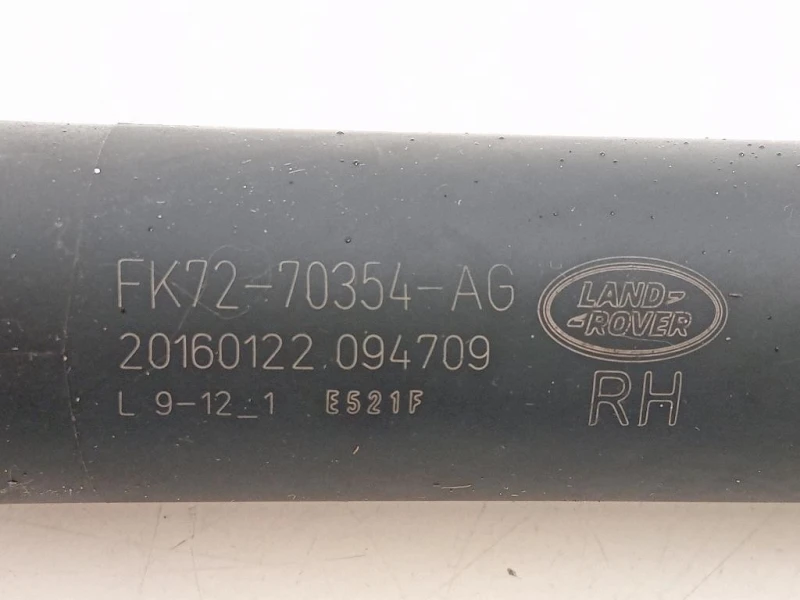 FK72-70354-AG
20160122 094709
L 9-12_1 E521F
LAND-
-ROVER
RH